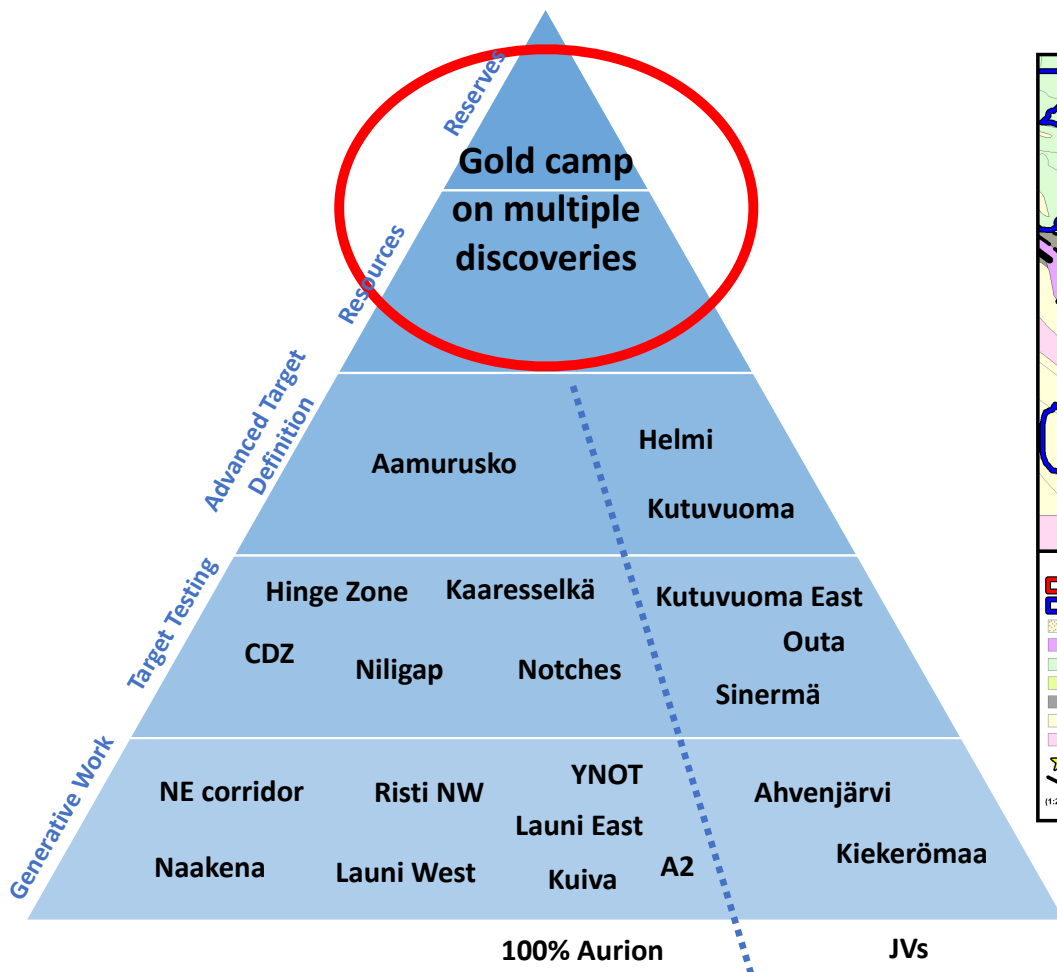 Reserves
Gold camp
on multiple
discoveries
Resources
Advanced Target
Definition
Aamurusko
Helmi
Kutuvuoma
Target Testing
Hinge Zone
Kaaresselkä
Kutuvuoma East
CDZ
Niligap
Notches
Outa
Sinermä
Generative Work
NE corridor
Risti NW
YNOT
Ahvenjärvi
Launi East
Naakena
Launi West
Kuiva
A2
Kiekerömaa
100% Aurion
JVs